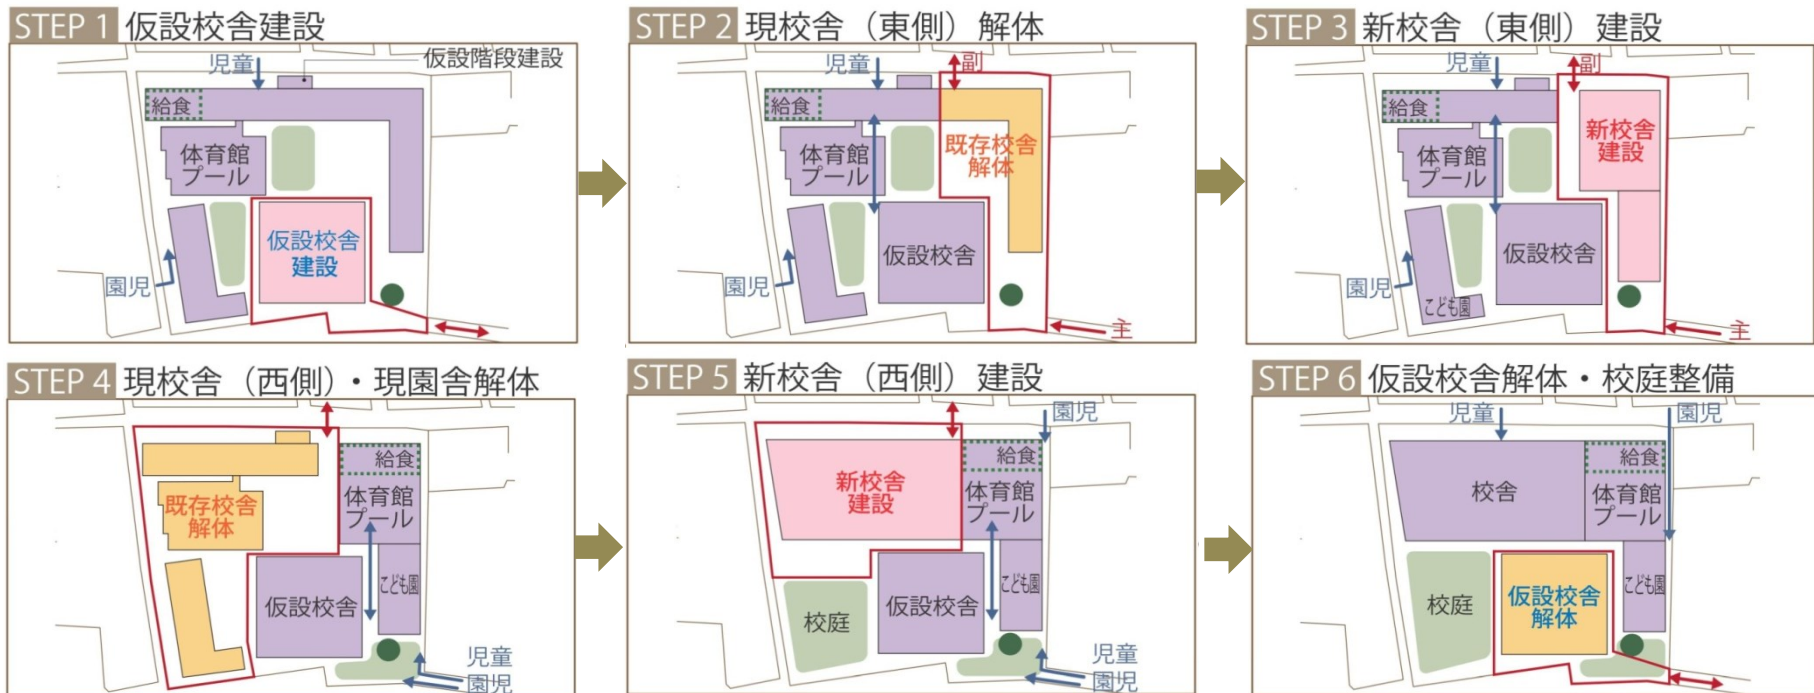 STEP 1 仮設校舎建設
仮設階段建設
児童
給食
体育館
プール
仮設校舎
建設
園児
STEP 2 現校舎（東側）解体
児童
副
給食
体育館
プール
既存校舎
解体
仮設校舎
園児
主
STEP 3 新校舎（東側）建設
児童
副
給食
体育館
プール
新校舎
建設
仮設校舎
園児
こども園
主
STEP 4 現校舎（西側）・現園舎解体
給食
既存校舎
解体
体育館
プール
仮設校舎
こども園
児童
園児
STEP 5 新校舎（西側）建設
園児
給食
新校舎
建設
体育館
プール
校庭
仮設校舎
こども園
児童
園児
STEP 6 仮設校舎解体・校庭整備
児童
園児
給食
校舎
体育館
プール
校庭
仮設校舎
解体
こども園